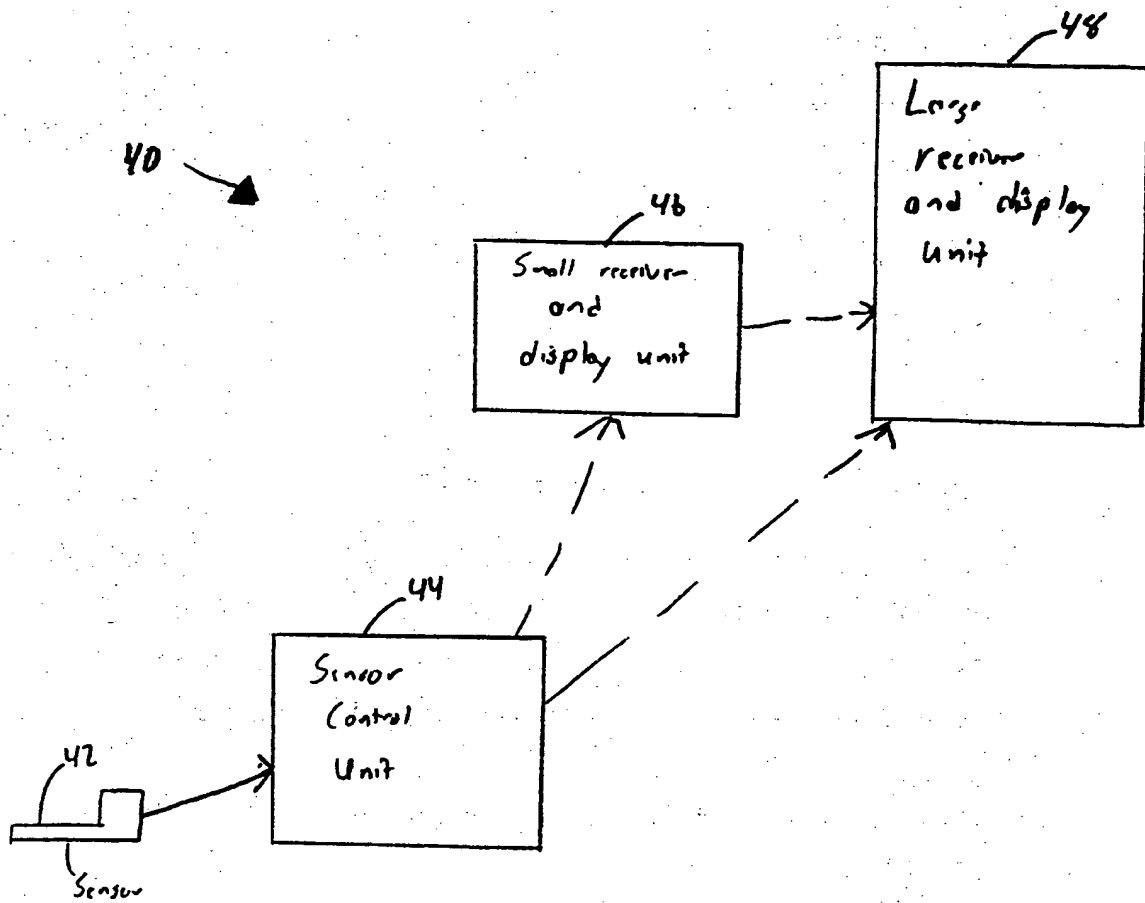 48
Large
receiver
and display
unit
40
46
Small receiver
and
display unit
44
Sensor
Control
Unit
42
Sensor